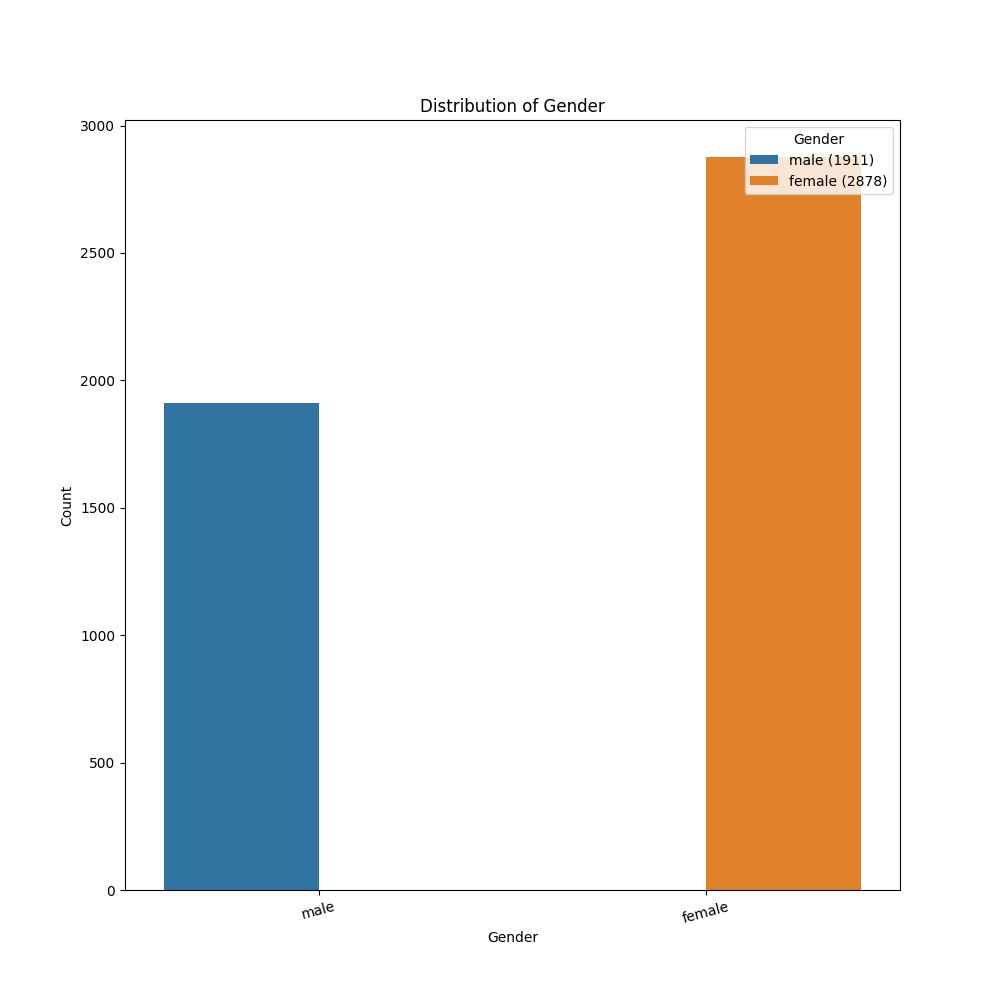 Distribution of Gender
Gender
male (1911)
female (2878)
3000
2500
2000
1500
1000
500
0
Count
male
female
Gender